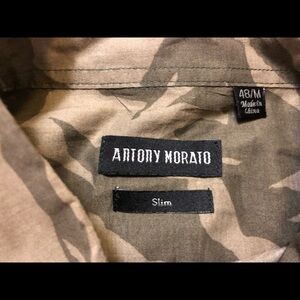 48/M
Made in
China
ANTONY MORATO
Slim